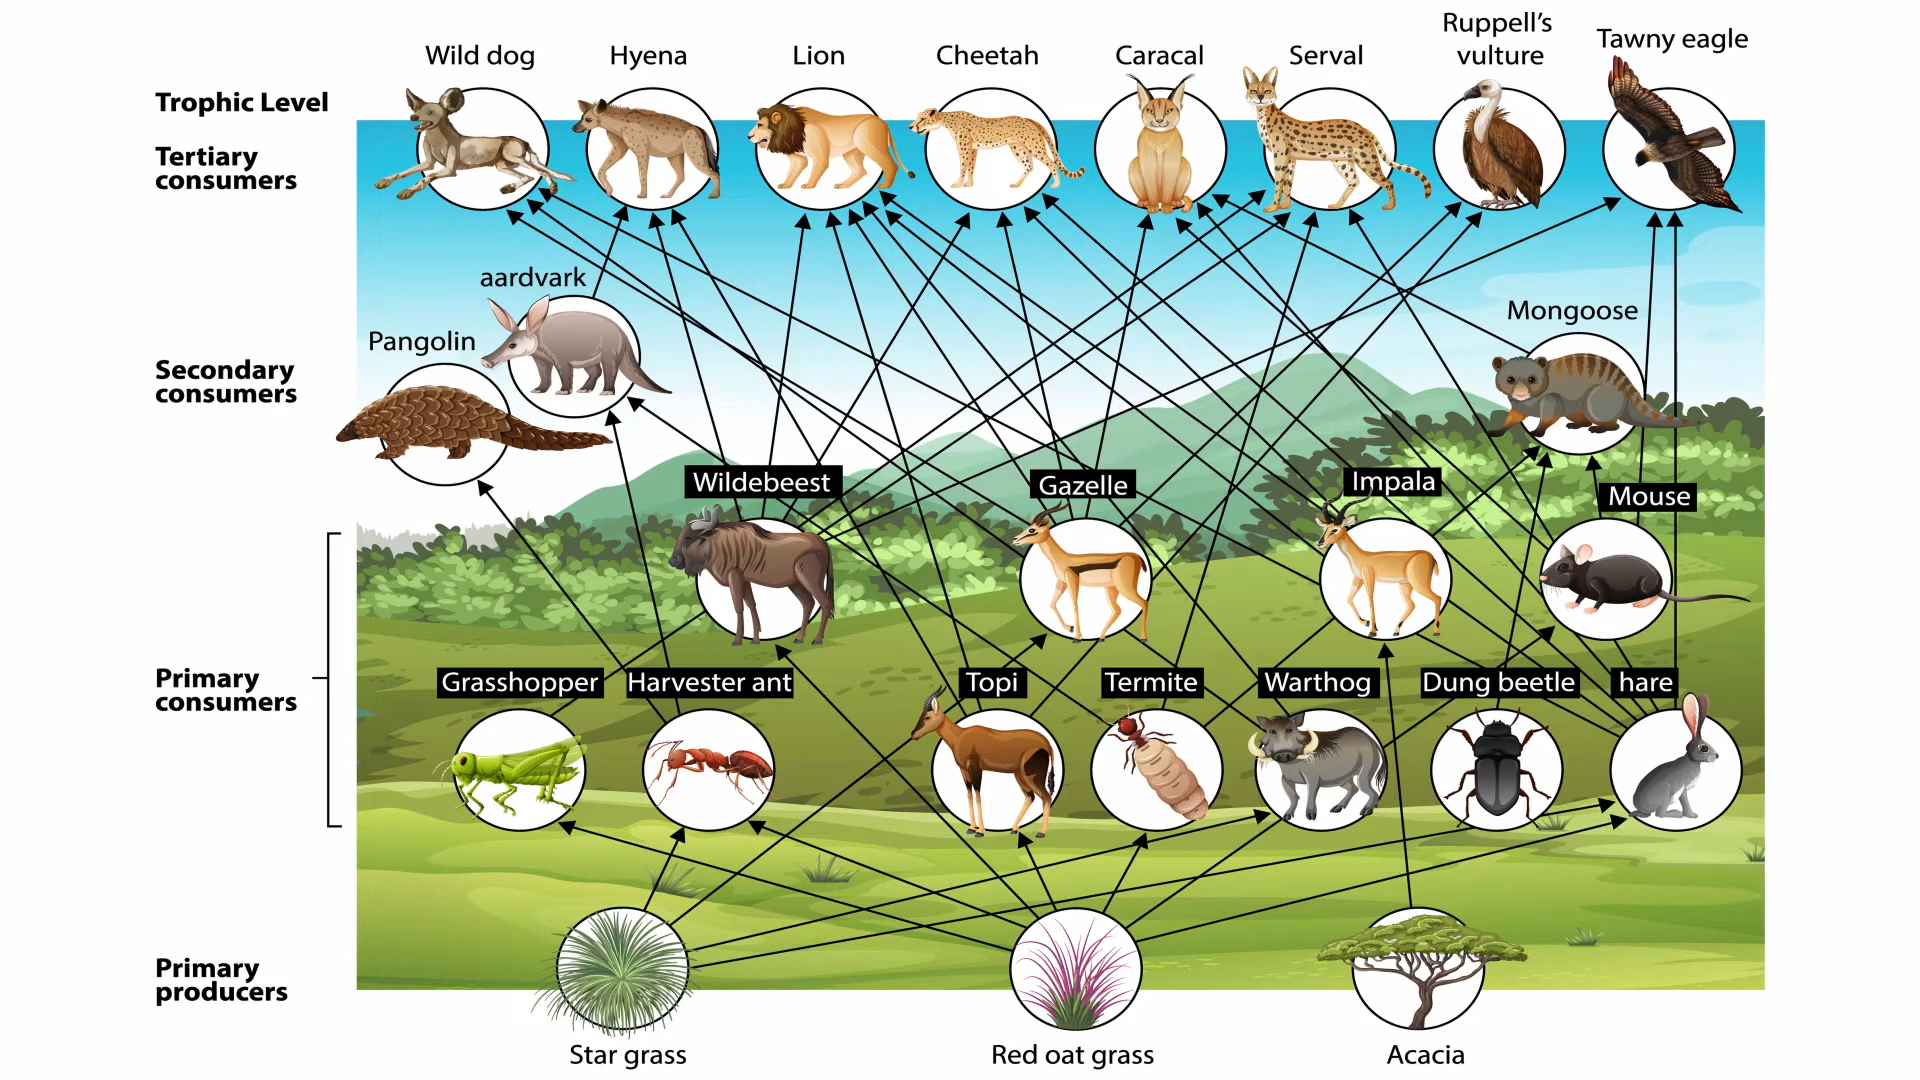 Wild dog
Hyena
Lion
Cheetah
Caracal
Serval
Ruppell's
vulture
Tawny eagle
Trophic Level
Tertiary
consumers
aardvark
Pangolin
Mongoose
Secondary
consumers
Wildebeest
Gazelle
Impala
Mouse
Primary
consumers
Grasshopper
Harvester ant
Topi
Termite
Warthog
Dung beetle
hare
Primary
producers
Star grass
Red oat grass
Acacia